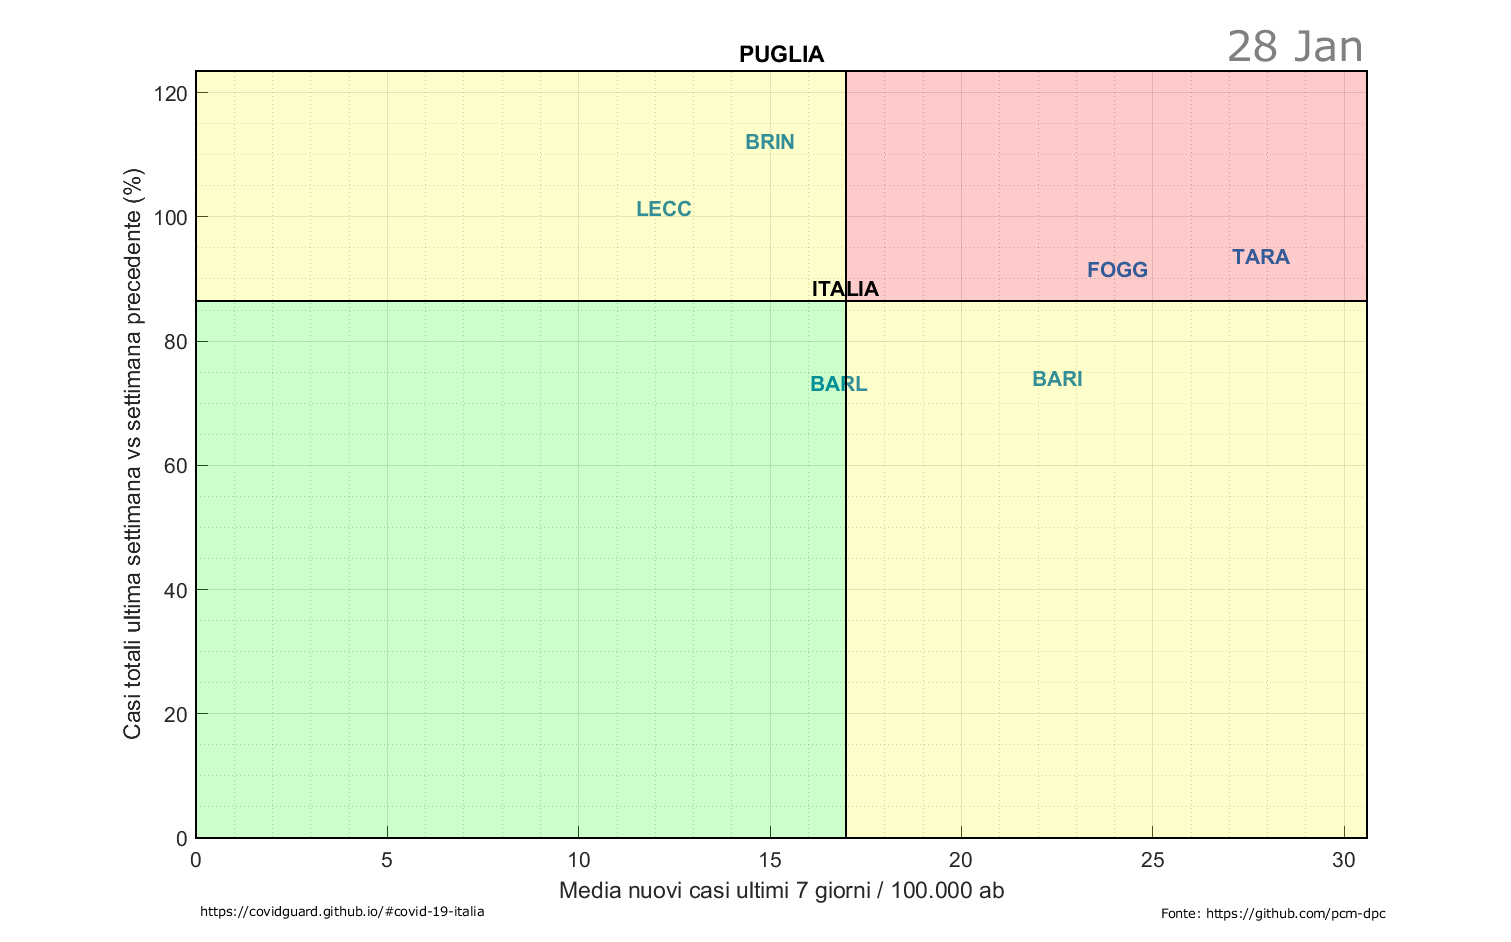 28 Jan
PUGLIA
Casi totali ultima settimana vs settimana precedente (%)
120
100
80
60
40
20
0
BRIN
LECC
TARA
FOGG
ITALIA
BARI
BARL
0 5 10 15 20 25 30
Media nuovi casi ultimi 7 giorni / 100.000 ab
https://covidguard.github.io/#covid-19-italia
Fonte: https://github.com/pcm-dpc